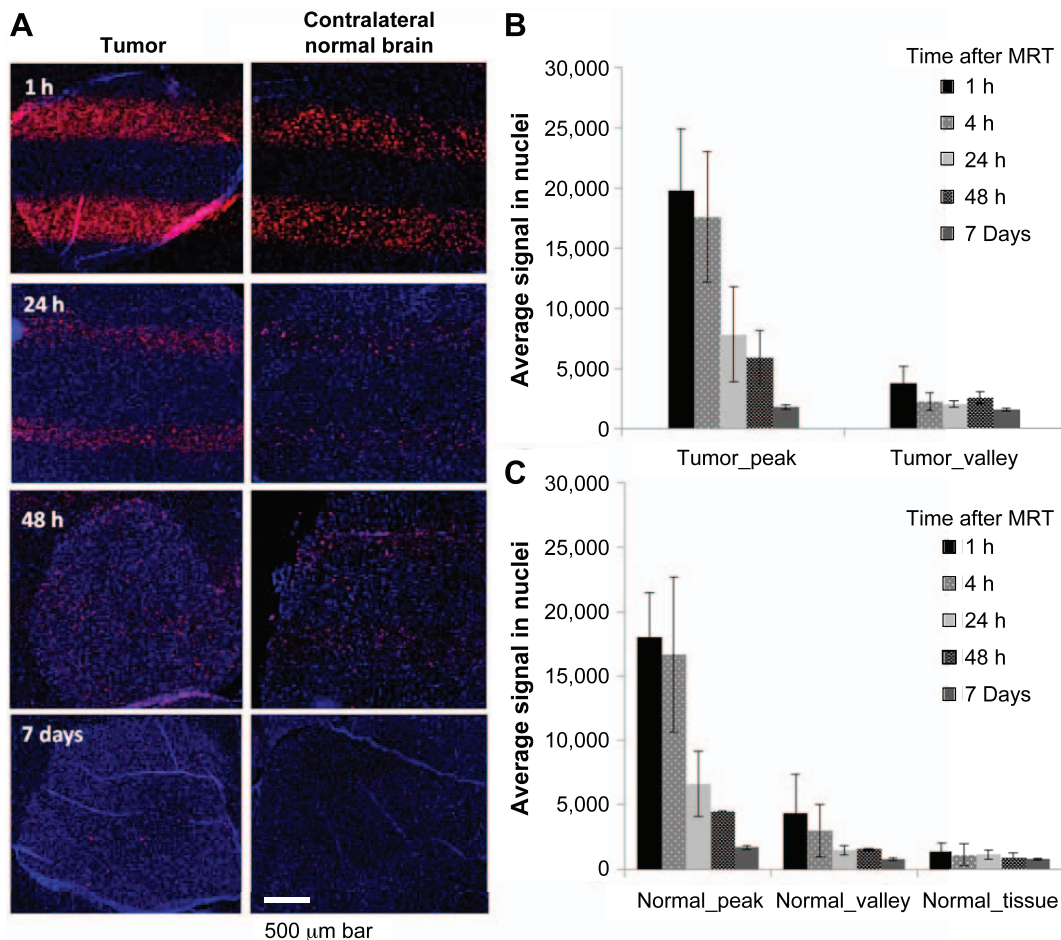 A
Tumor
Contralateral
normal brain
1 h
24 h
48 h
7 days
500 μm bar
B
30,000
25,000
20,000
15,000
10,000
5,000
0
Average signal in nuclei
Time after MRT
1 h
4 h
24 h
48 h
7 Days
Tumor_peak
Tumor_valley
C
30,000
25,000
20,000
15,000
10,000
5,000
0
Average signal in nuclei
Time after MRT
1 h
4 h
24 h
48 h
7 Days
Normal_peak
Normal_valley
Normal_tissue